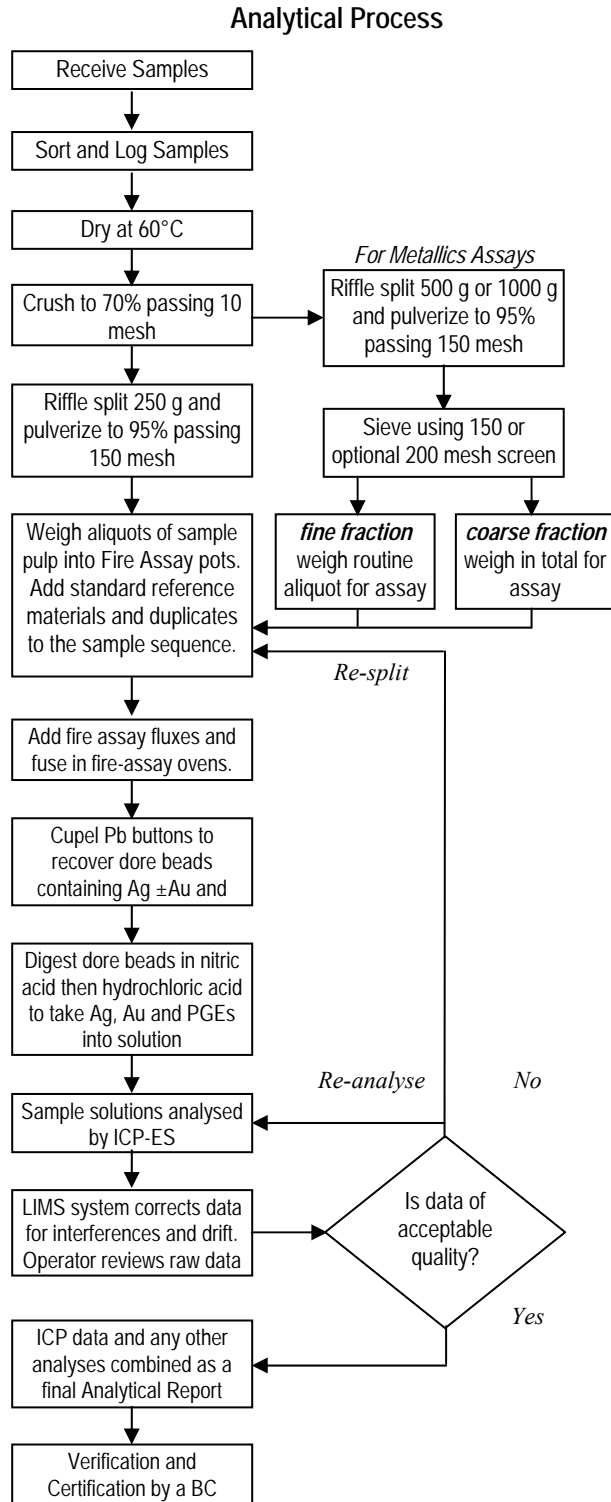 Analytical Process
Receive Samples
Sort and Log Samples
Dry at 60°C
Crush to 70% passing 10
mesh
For Metallics Assays
Riffle split 500 g or 1000 g
and pulverize to 95%
passing 150 mesh
Riffle split 250 g and
pulverize to 95% passing
150 mesh
Sieve using 150 or
optional 200 mesh screen
fine fraction
weigh routine
aliquot for assay
coarse fraction
weigh in total for
assay
Weigh aliquots of sample
pulp into Fire Assay pots.
Add standard reference
materials and duplicates
to the sample sequence.
Re-split
Add fire assay fluxes and
fuse in fire-assay ovens.
Cupel Pb buttons to
recover dore beads
containing Ag ±Au and
Digest dore beads in nitric
acid then hydrochloric acid
to take Ag, Au and PGEs
into solution
Re-analyse
No
Sample solutions analysed
by ICP-ES
LIMS system corrects data
for interferences and drift.
Operator reviews raw data
Is data of
acceptable
quality?
Yes
ICP data and any other
analyses combined as a
final Analytical Report
Verification and
Certification by a BC